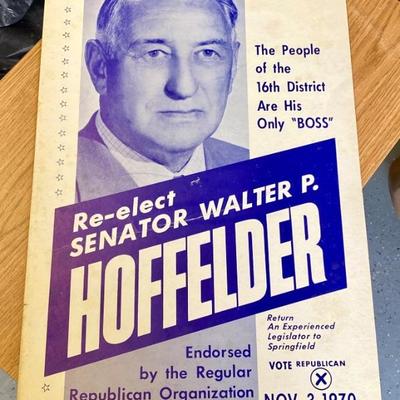 The People
of the
16th District
Are His
Only "BOSS"
Re-elect
SENATOR WALTER P.
HOFFELDER
Return
An Experienced
Legislator to
Springfield
Endorsed
by the Regular
Republican Organization
VOTE REPUBLICAN
X
NOV. 3, 1970